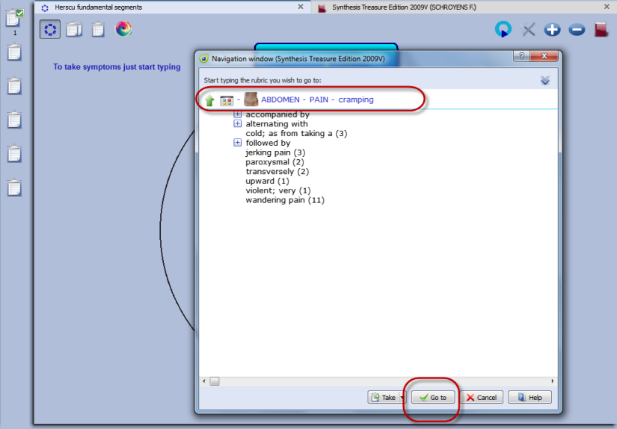 Herscu fundamental segments
Synthesis Treasure Edition 2009V (SCHROYENS F.)
1
To take symptoms just start typing
Navigation window (Synthesis Treasure Edition 2009V)
Start typing the rubric you wish to go to:
- ABDOMEN - PAIN - cramping
accompanied by
alternating with
cold; as from taking a (3)
followed by
jerking pain (3)
paroxysmal (2)
transversely (2)
upward (1)
violent; very (1)
wandering pain (11)
Take Go to Cancel Help